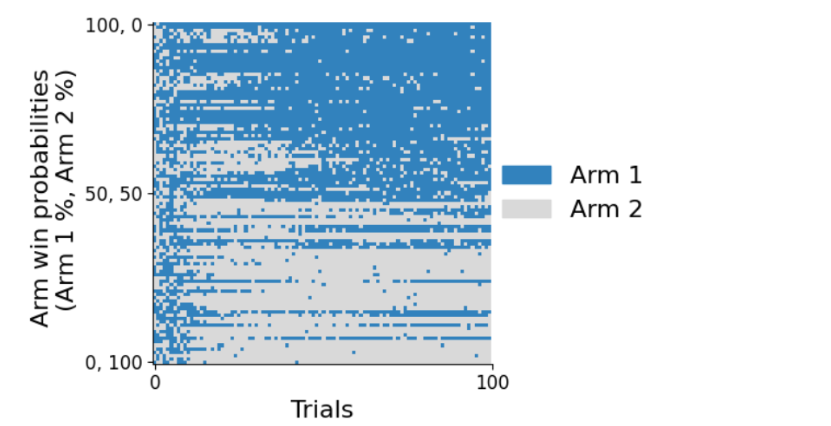 100, 0
50, 50
0, 100
Arm win probabilities
(Arm 1 %, Arm 2 %)
0
100
Trials
Arm 1
Arm 2